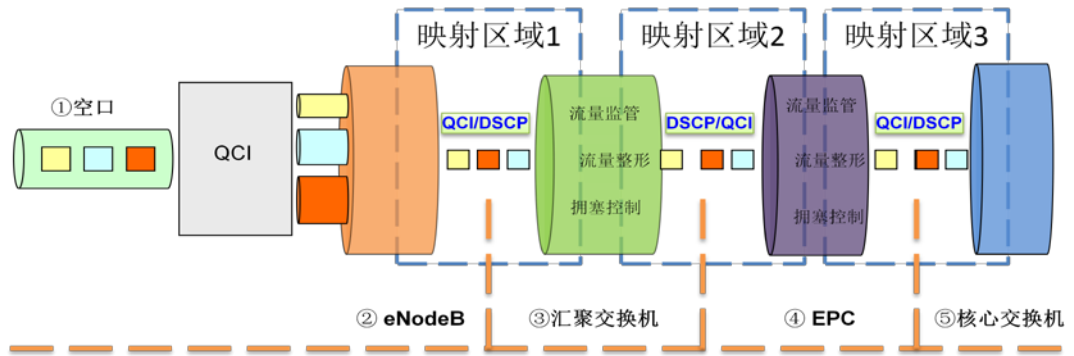 映射区域1
映射区域2
映射区域3
①空口
QCI
QCI/DSCP
流量监管
流量整形
拥塞控制
DSCP/QCI
流量监管
流量整形
拥塞控制
QCI/DSCP
② eNodeB
③汇聚交换机
④ EPC
⑤核心交换机